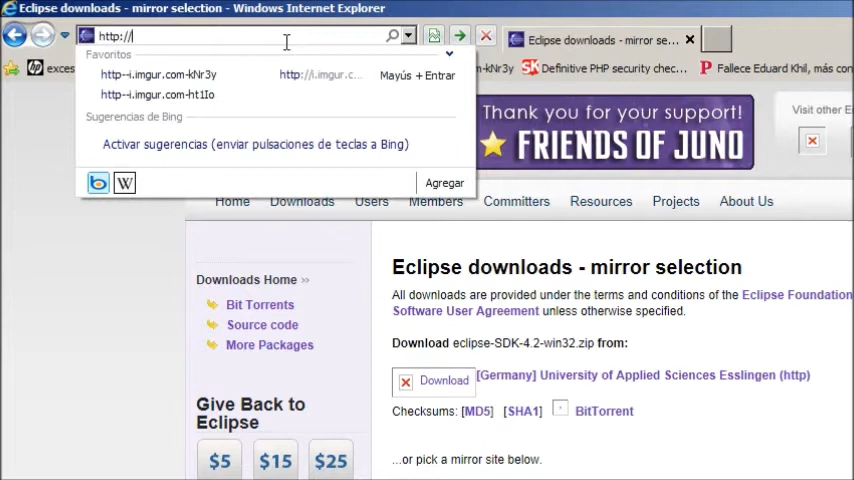 Eclipse downloads - mirror selection - Windows Internet Explorer
http://
Eclipse downloads - mirror se...
Favoritos
http--i.imgur.com-kNr3y http://i.imgur.c... Mayús + Entrar
http--i.imgur.com-ht1Io
Sugerencias de Bing
Activar sugerencias (enviar pulsaciones de teclas a Bing)
Agregar
exces
-kNr3y
Definitive PHP security chec...
Fallece Eduard Khil, más con
Thank you for your support!
FRIENDS OF JUNO
Visit other E
Home Downloads Users Members Committers Resources Projects About Us
Downloads Home
Bit Torrents
Source code
More Packages
Give Back to
Eclipse
$5 $15 $25
Eclipse downloads - mirror selection
All downloads are provided under the terms and conditions of the Eclipse Foundation
Software User Agreement unless otherwise specified.
Download eclipse-SDK-4.2-win32.zip from:
Download [Germany] University of Applied Sciences Esslingen (http)
Checksums: [MD5] [SHA1] BitTorrent
...or pick a mirror site below.